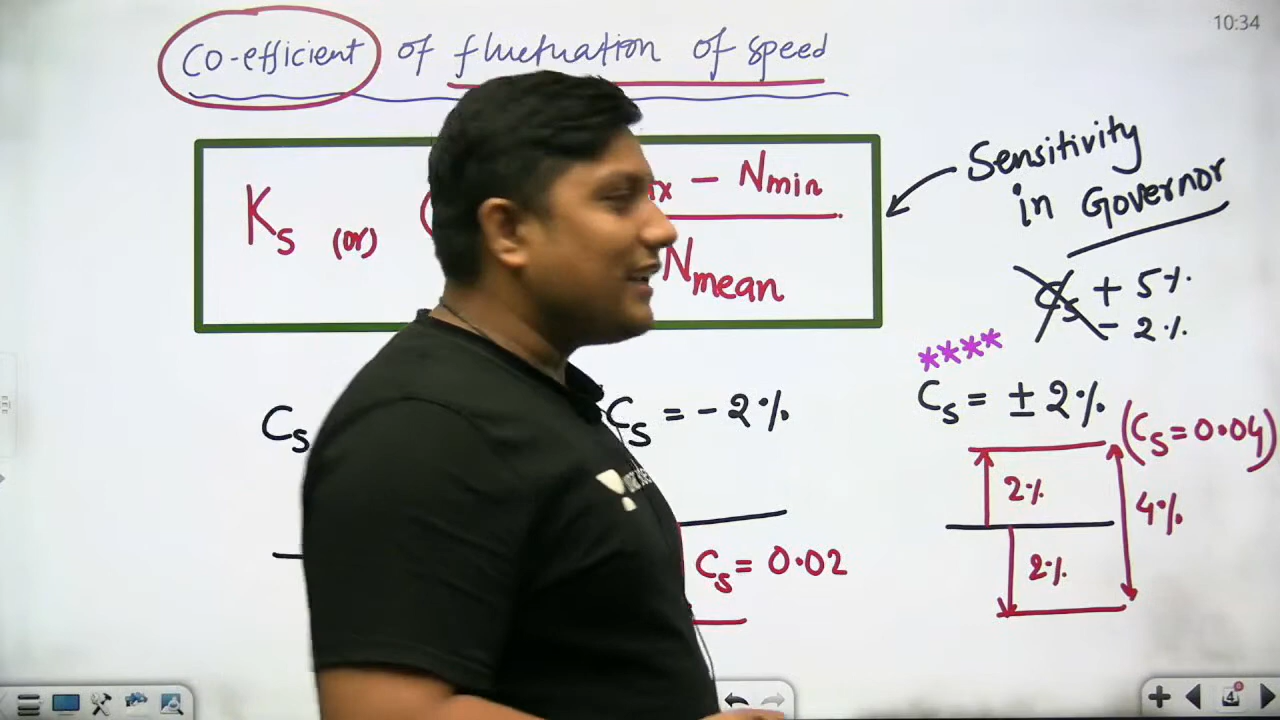 10:34
Co-efficient of fluctuation of speed
Sensitivity
in Governor
Ks (or) - Nmin
Nmean
Cs + 5%
- 2%
****
Cs
Cs = - 2%
Cs = ± 2%
(Cs = 0.04)
2%
4%
Cs = 0.02
2%
4